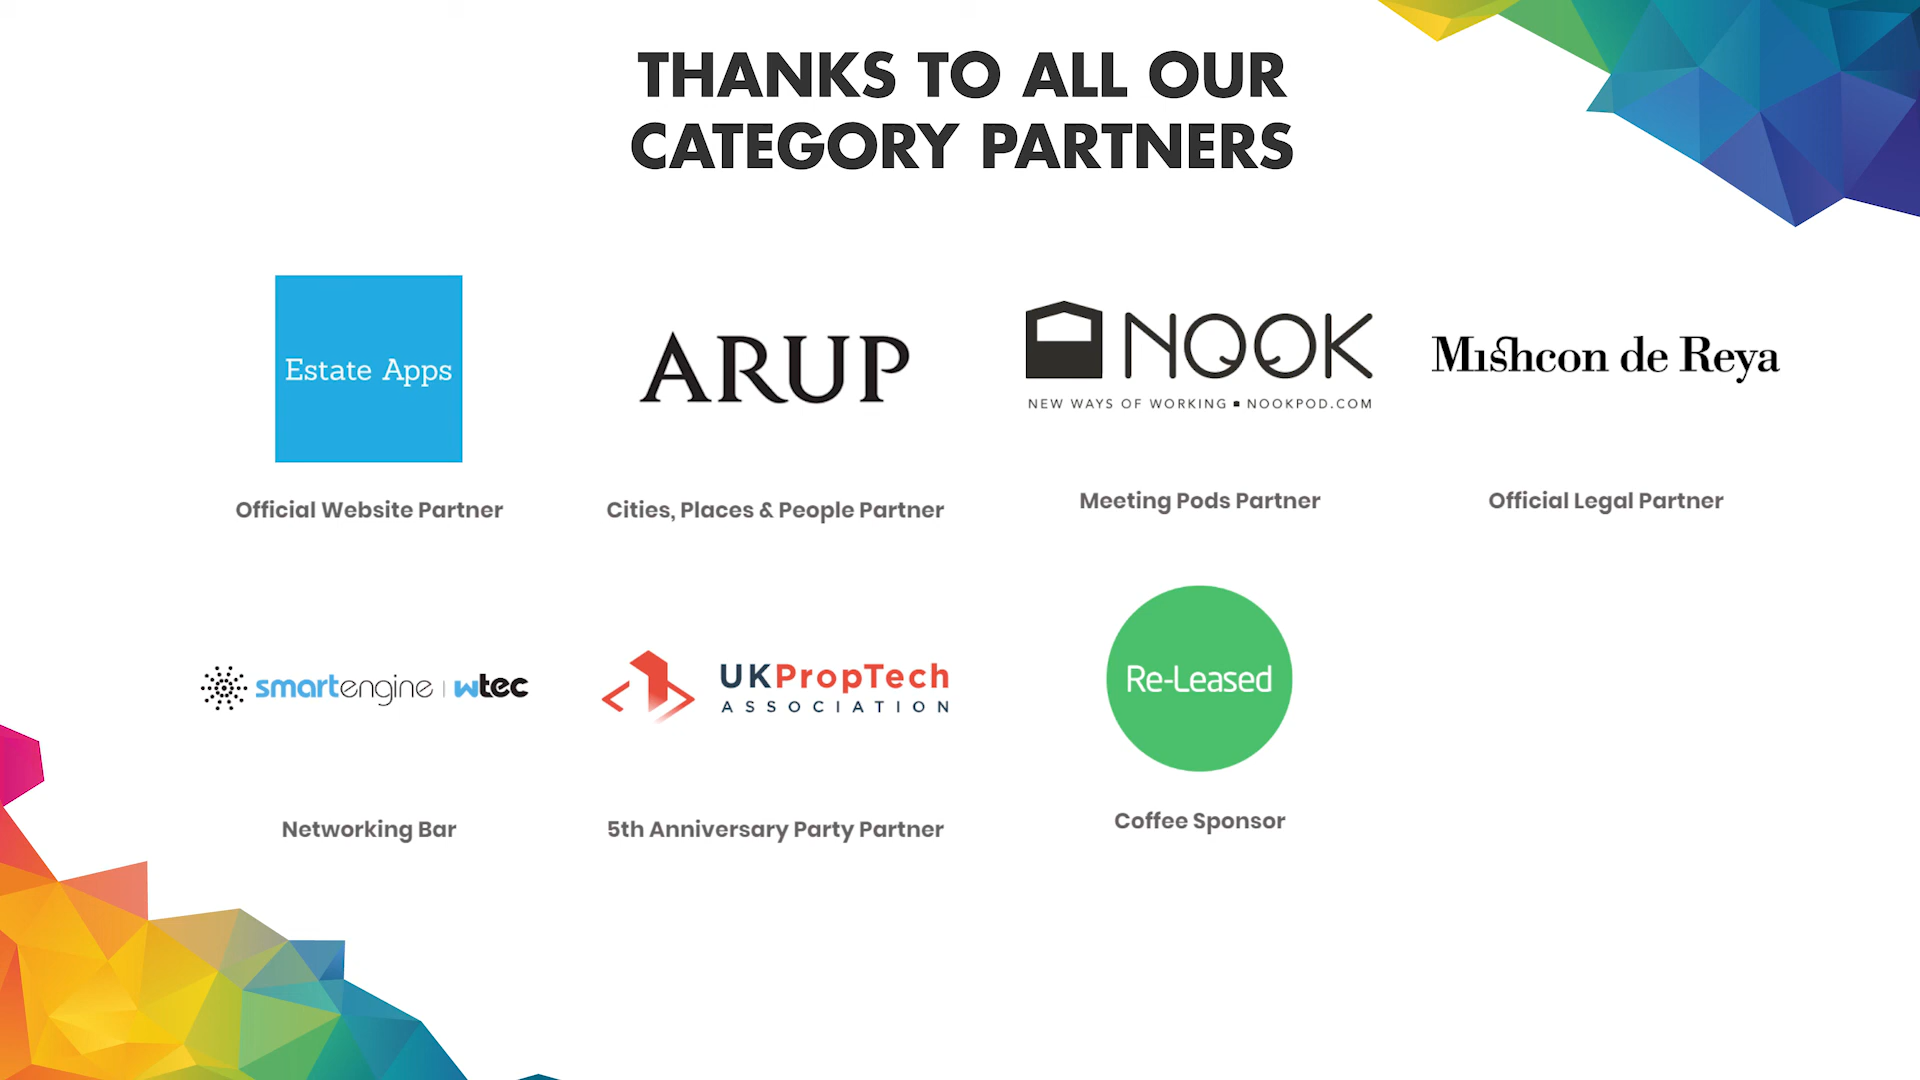 THANKS TO ALL OUR
CATEGORY PARTNERS
Estate Apps
Official Website Partner
ARUP
Cities, Places & People Partner
NOOK
NEW WAYS OF WORKING ■ NOOKPOD.COM
Meeting Pods Partner
Mishcon de Reya
Official Legal Partner
smartengine | wtec
Networking Bar
UKPropTech
ASSOCIATION
5th Anniversary Party Partner
Re-Leased
Coffee Sponsor